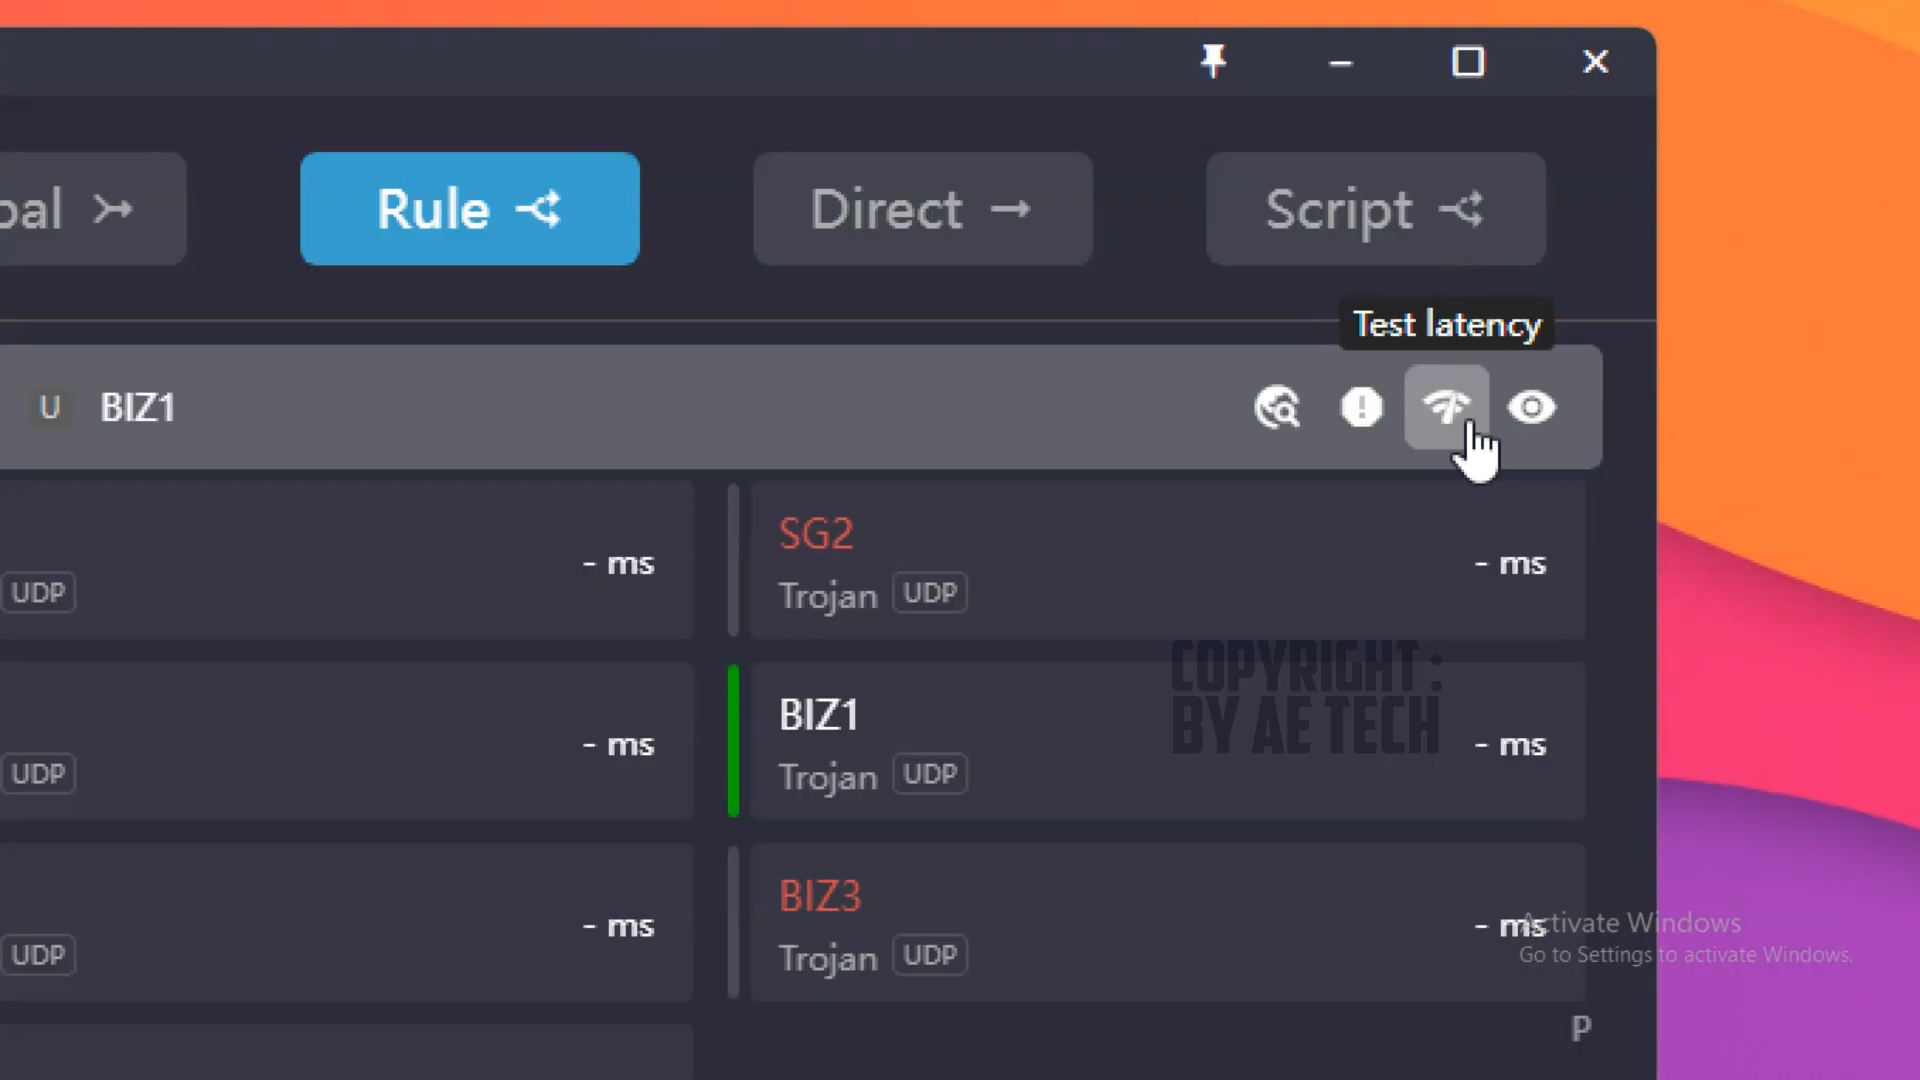 bal
Rule
Direct
Script
Test latency
U BIZ1
- ms
UDP
SG2
- ms
Trojan UDP
COPYRIGHT :
BY AE TECH
- ms
UDP
BIZ1
- ms
Trojan UDP
- ms
UDP
BIZ3
- ms
Trojan UDP
Activate Windows
Go to Settings to activate Windows.
P